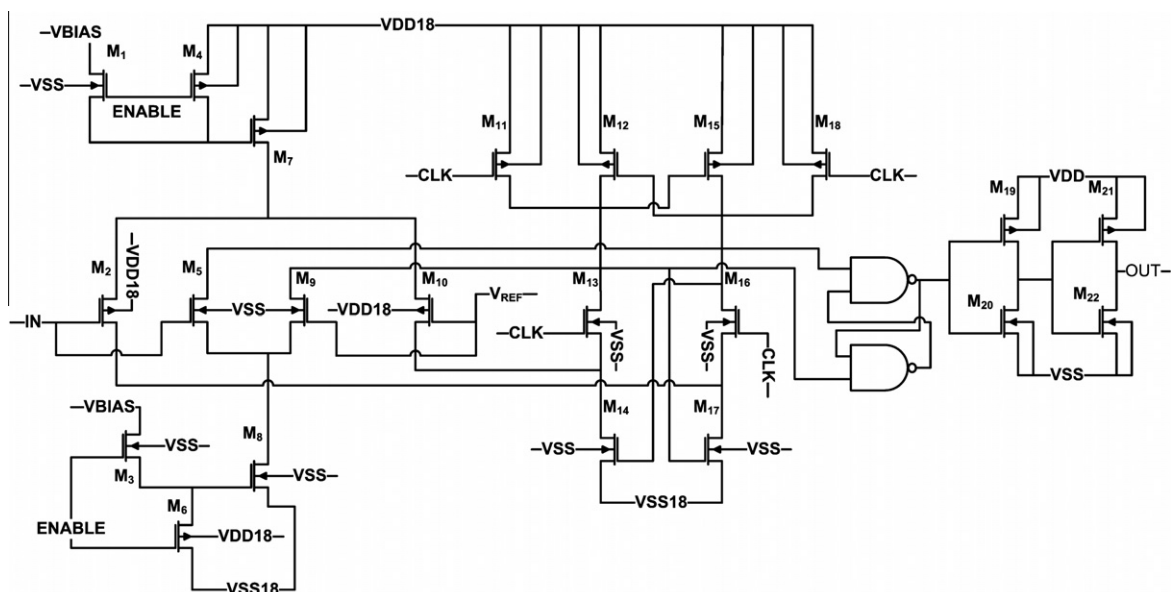 VDD18
–VBIAS
M1
M4
–VSS
ENABLE
M7
M11
M12
M15
M18
–CLK
CLK–
M19
VDD
M21
M2
–VDD18
M5
M9
M10
M13
M16
OUT–
–IN
VSS
–VDD18
VREF
M20
M22
–CLK
VSS–
VSS–
CLK–
VSS
–VBIAS
M8
M14
M17
VSS–
M3
VSS–
–VSS
VSS–
M6
ENABLE
VDD18–
VSS18
VSS18